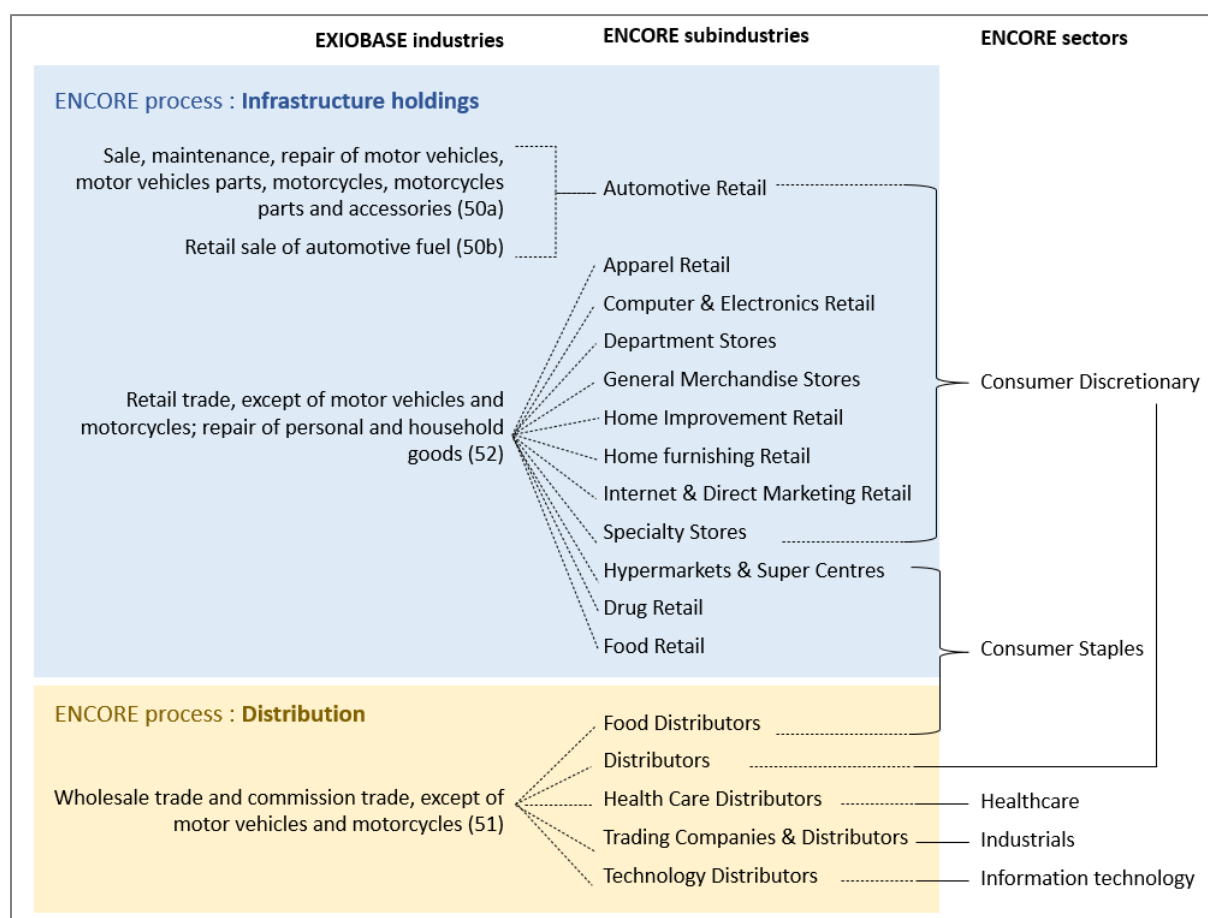 EXIOBASE industries
ENCORE subindustries
ENCORE sectors
ENCORE process : Infrastructure holdings
Sale, maintenance, repair of motor vehicles,
motor vehicles parts, motorcycles, motorcycles
parts and accessories (50a)
Retail sale of automotive fuel (50b)
Automotive Retail
Apparel Retail
Computer & Electronics Retail
Department Stores
General Merchandise Stores
Home Improvement Retail
Home furnishing Retail
Internet & Direct Marketing Retail
Specialty Stores
Hypermarkets & Super Centres
Drug Retail
Food Retail
Retail trade, except of motor vehicles and
motorcycles; repair of personal and household
goods (52)
Consumer Discretionary
Consumer Staples
ENCORE process : Distribution
Wholesale trade and commission trade, except of
motor vehicles and motorcycles (51)
Food Distributors
Distributors
Health Care Distributors
Trading Companies & Distributors
Technology Distributors
Healthcare
Industrials
Information technology